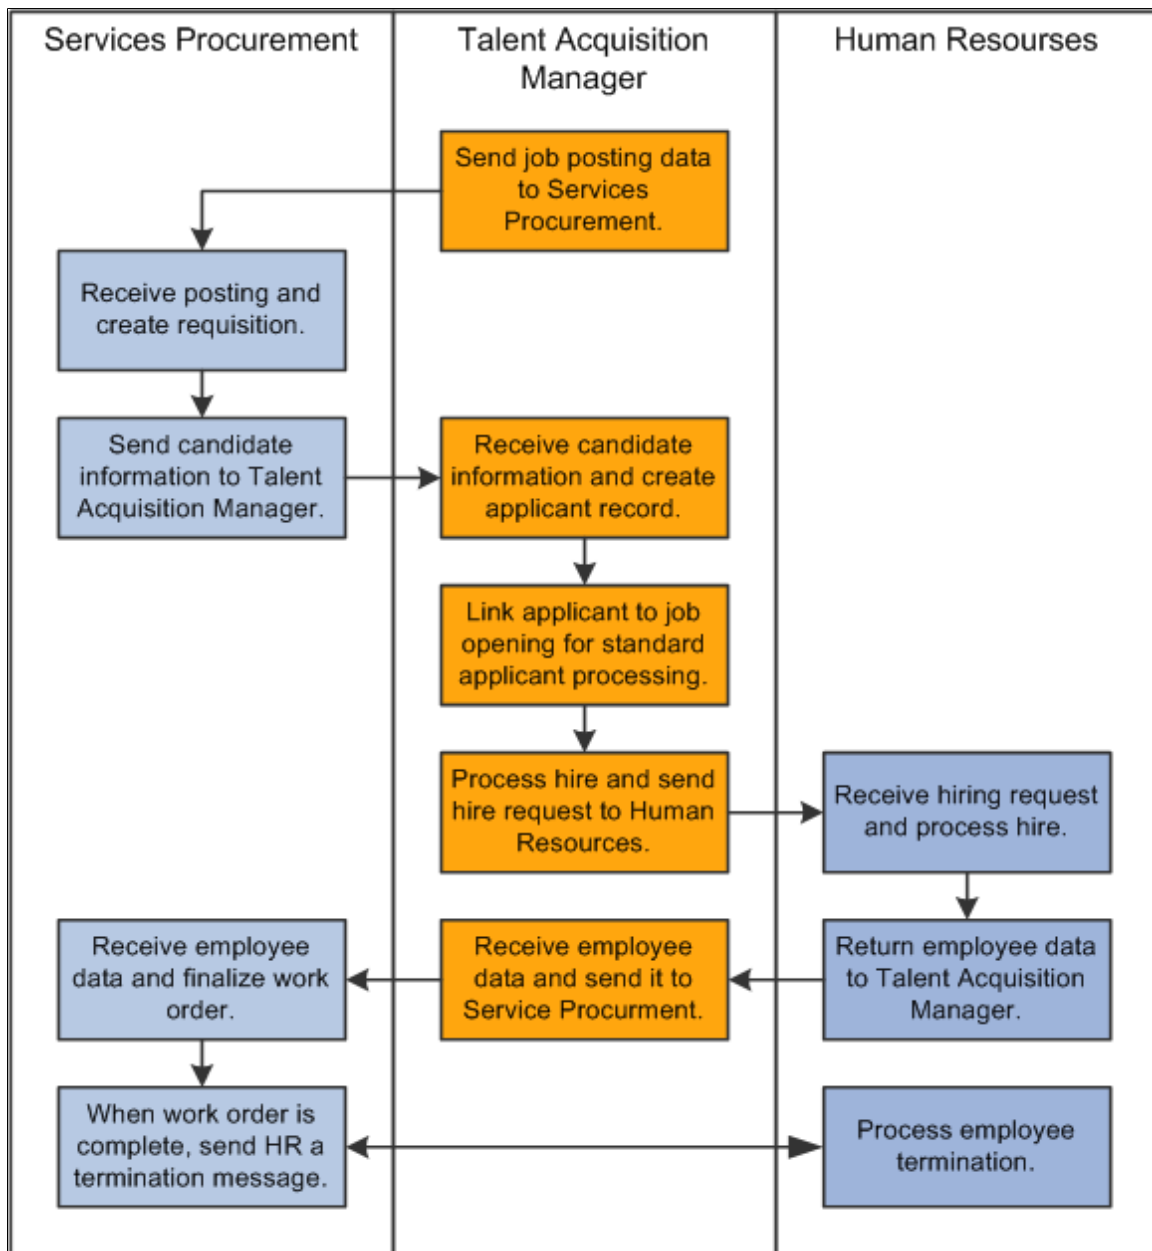 Services Procurement
Talent Acquisition
Manager
Human Resourses
Send job posting data
to Services
Procurement.
Receive posting and
create requisition.
Send candidate
information to Talent
Acquisition Manager.
Receive candidate
information and create
applicant record.
Link applicant to job
opening for standard
applicant processing.
Process hire and send
hire request to Human
Resources.
Receive hiring request
and process hire.
Receive employee
data and finalize work
order.
Receive employee
data and send it to
Service Procurment.
Return employee data
to Talent Acquisition
Manager.
When work order is
complete, send HR a
termination message.
Process employee
termination.